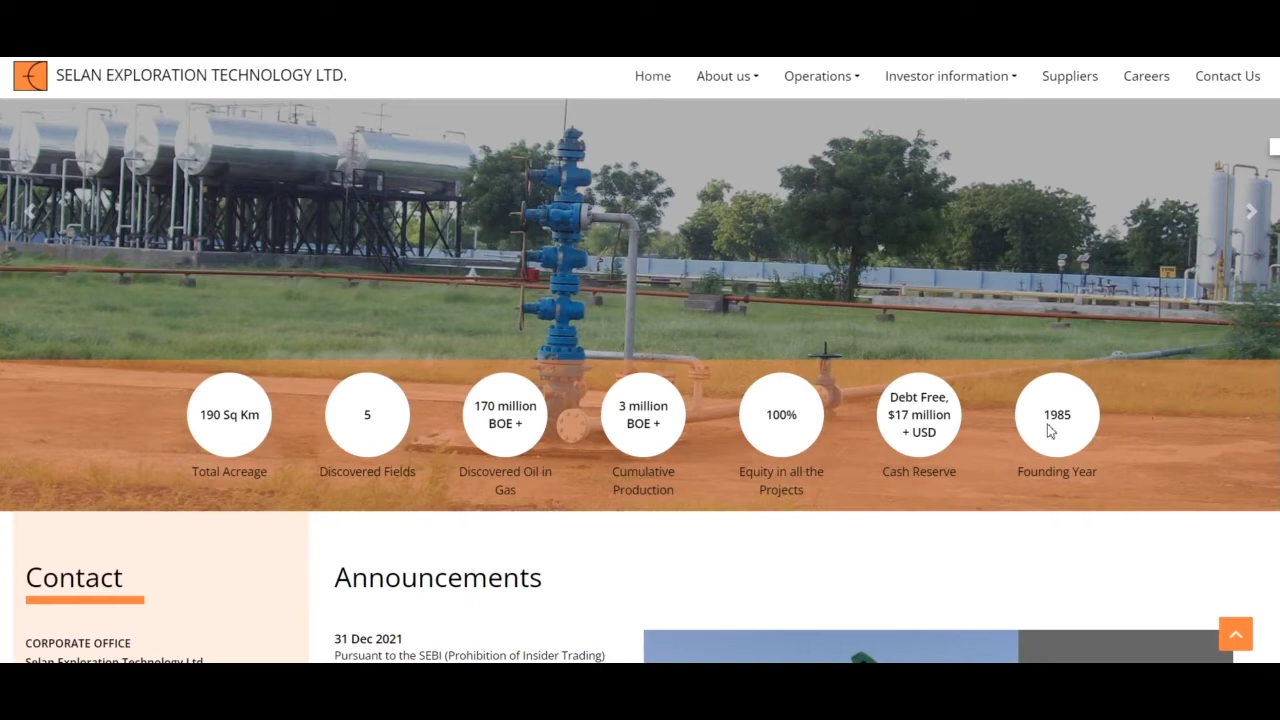 SELAN EXPLORATION TECHNOLOGY LTD.
Home About us Operations Investor information Suppliers Careers Contact Us
190 Sq Km
Total Acreage
5
Discovered Fields
170 million
BOE +
Discovered Oil in
Gas
3 million
BOE +
Cumulative
Production
100%
Equity in all the
Projects
Debt Free,
$17 million
+ USD
Cash Reserve
1985
Founding Year
Contact
CORPORATE OFFICE
Selan Exploration Technology Ltd
Announcements
31 Dec 2021
Pursuant to the SEBI (Prohibition of Insider Trading)